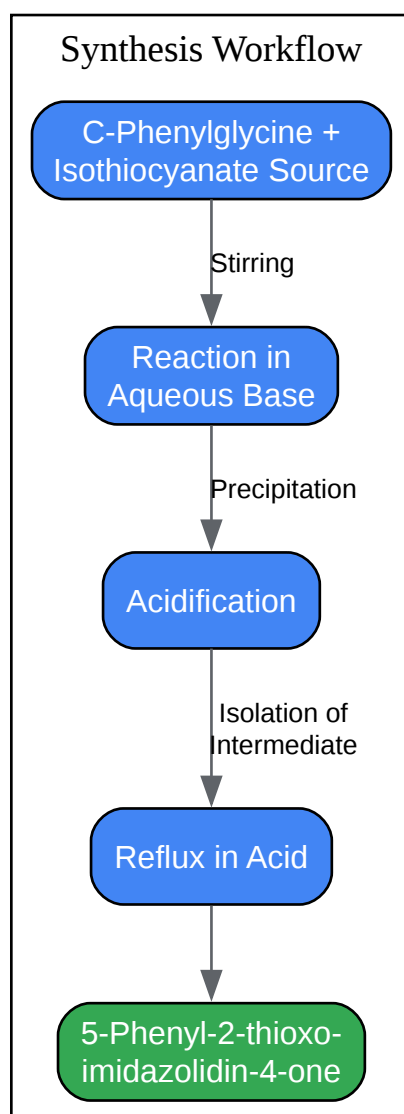 Synthesis Workflow
C-Phenylglycine +
Isothiocyanate Source
Stirring
Reaction in
Aqueous Base
Precipitation
Acidification
Isolation of
Intermediate
Reflux in Acid
5-Phenyl-2-thioxo-
imidazolidin-4-one